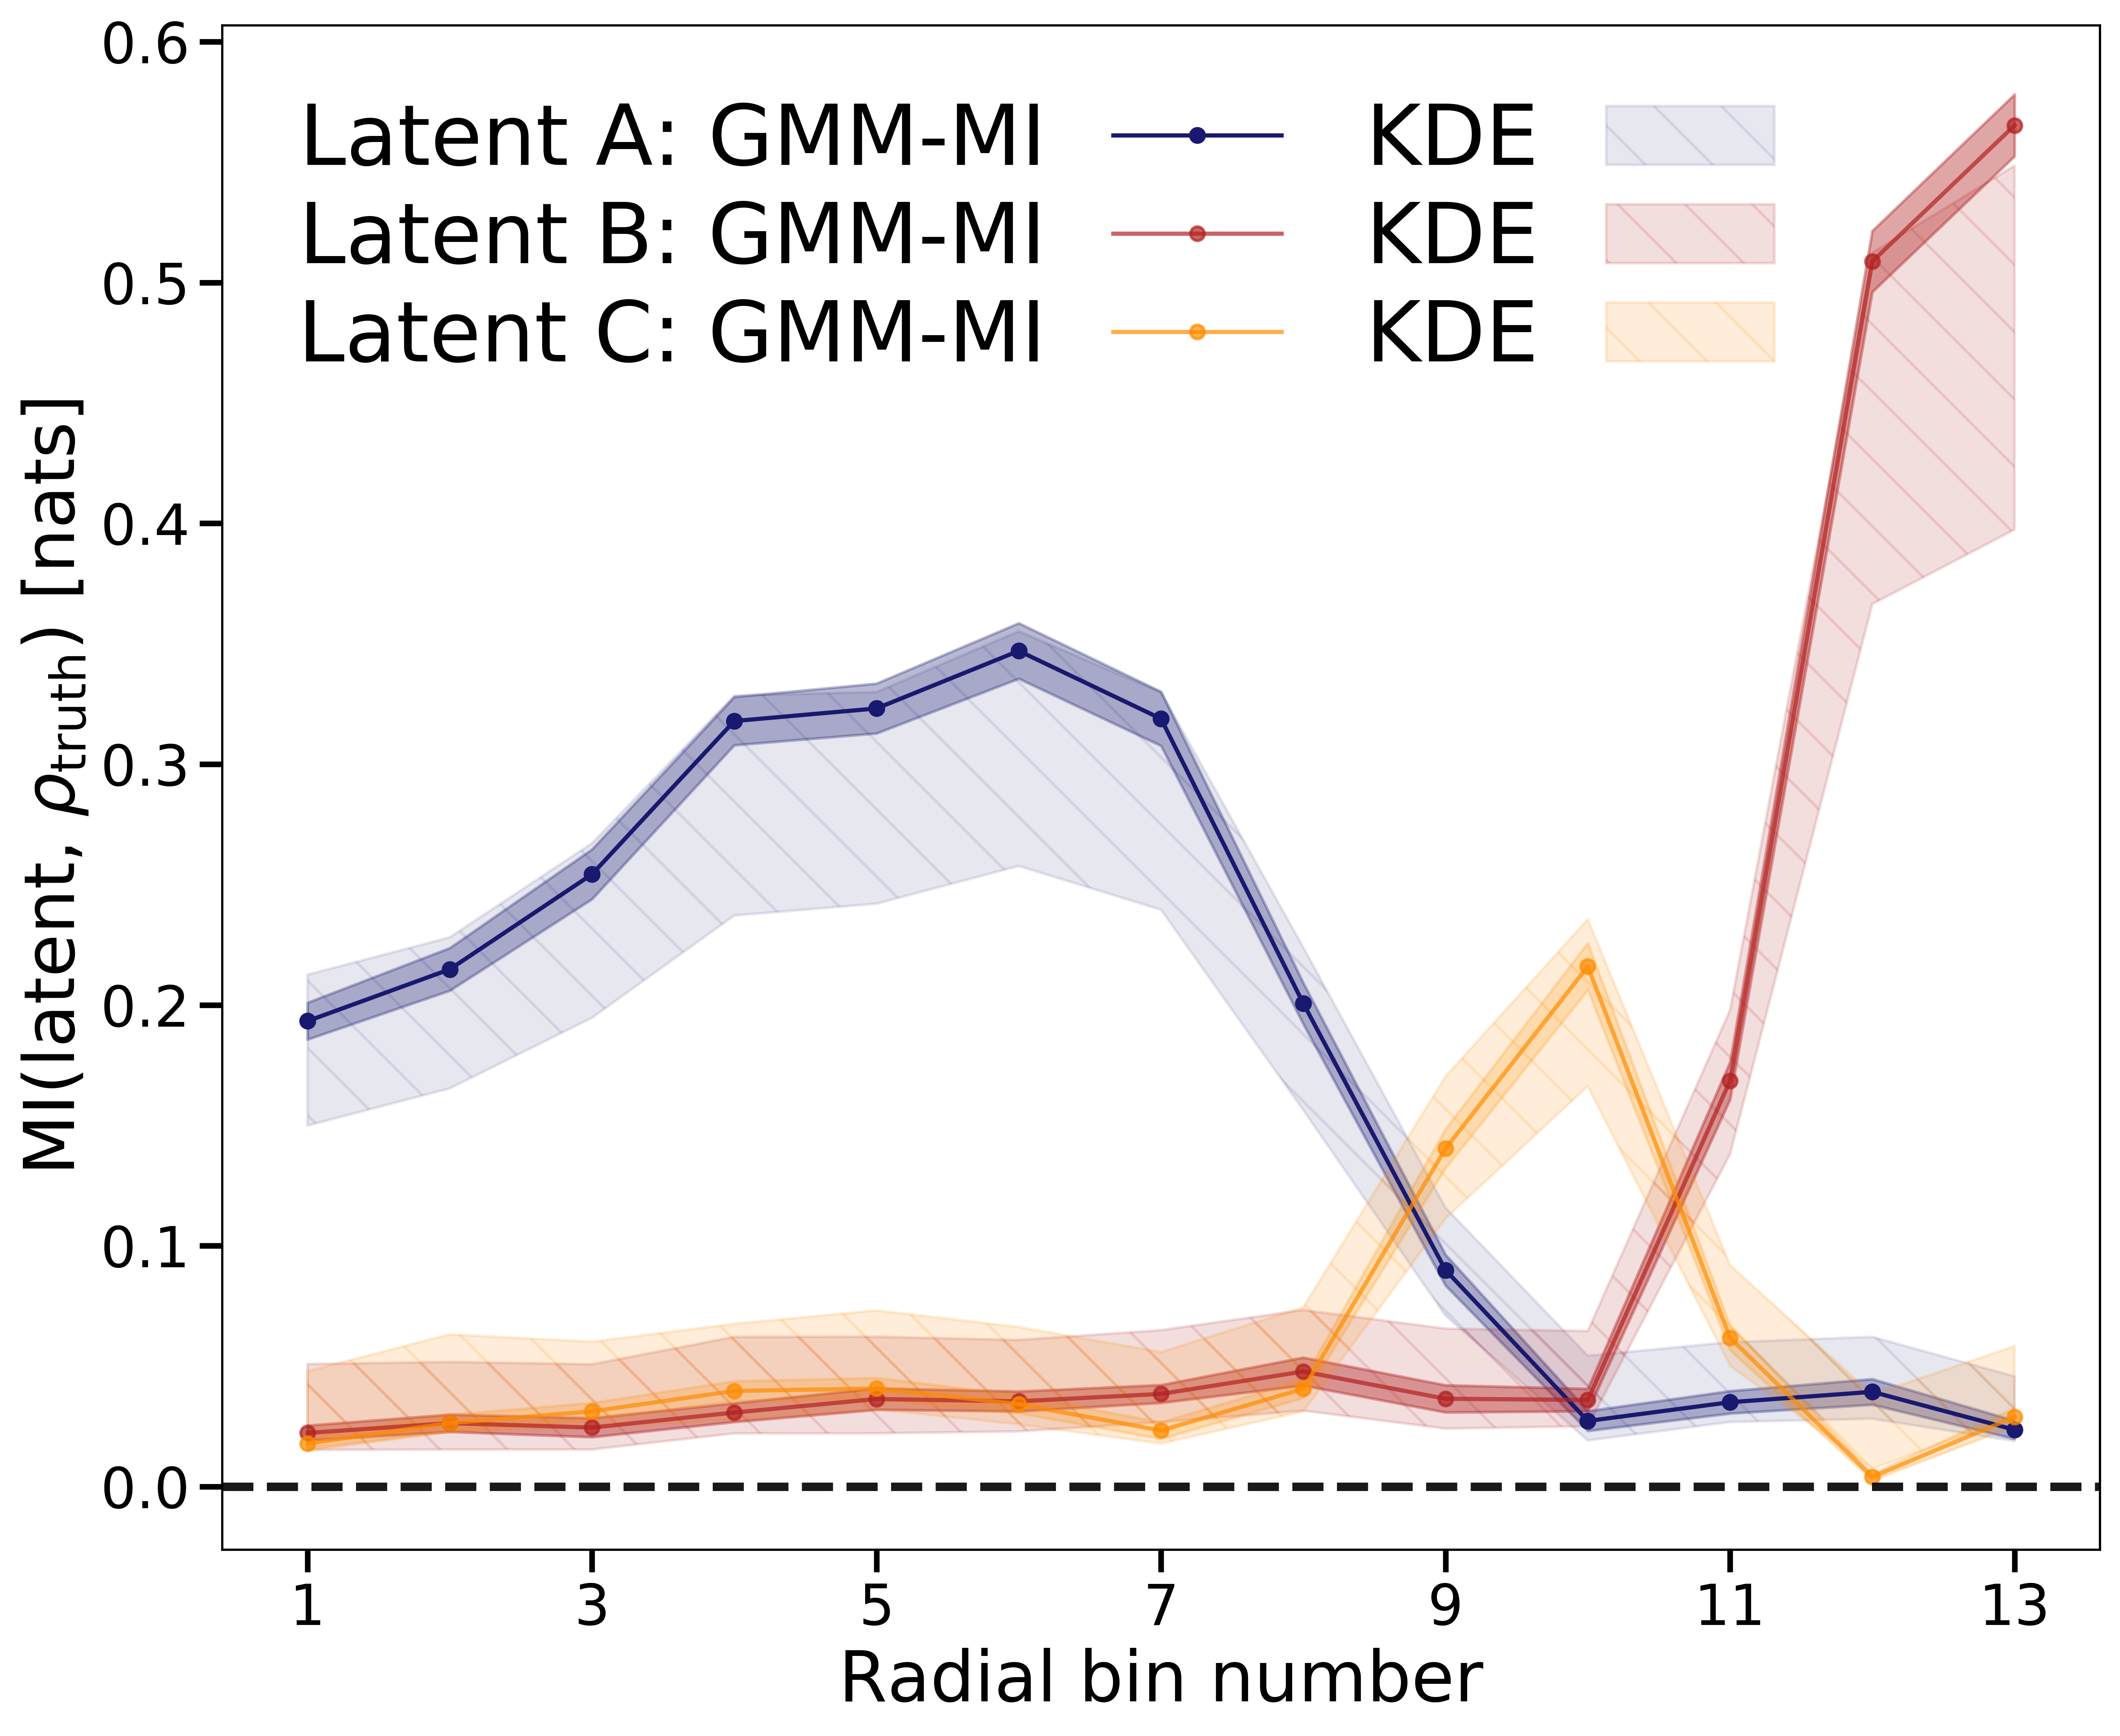 0.6
0.5
0.4
0.3
0.2
0.1
0.0
MI(latent, ρtruth) [nats]
Latent A: GMM-MI KDE
Latent B: GMM-MI KDE
Latent C: GMM-MI KDE
1 3 5 7 9 11 13
Radial bin number